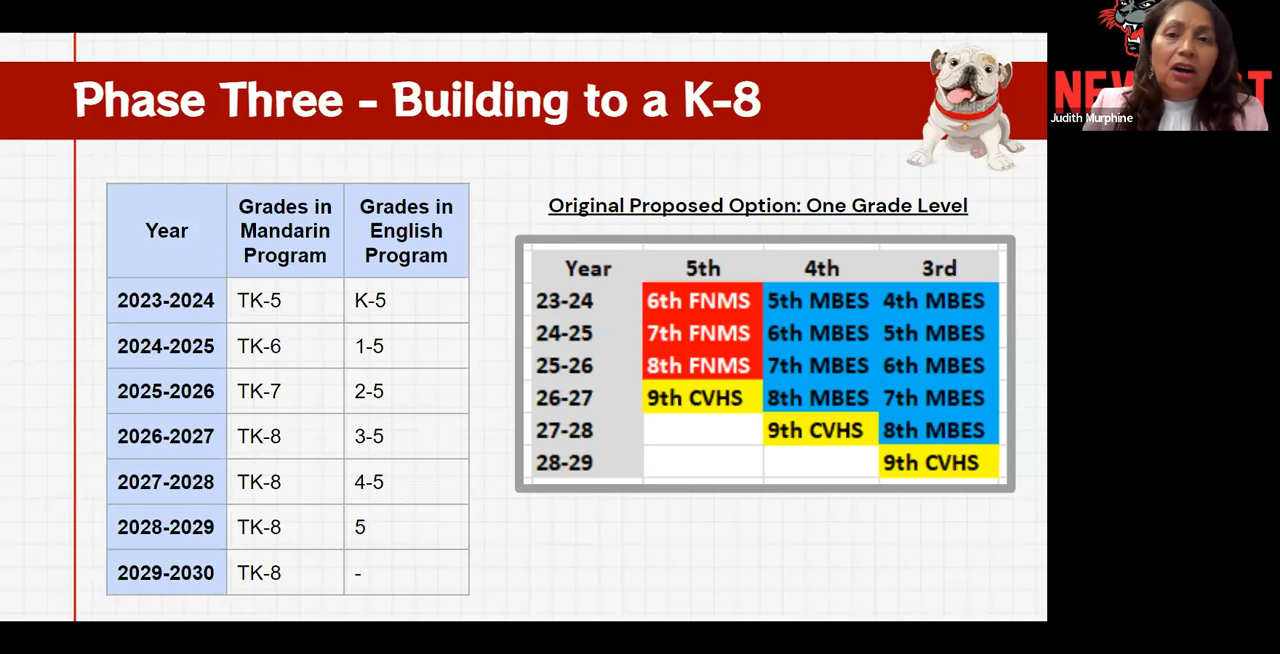 Phase Three - Building to a K-8
Judith Murphine
Year | Grades in Mandarin Program | Grades in English Program
2023-2024 | TK-5 | K-5
2024-2025 | TK-6 | 1-5
2025-2026 | TK-7 | 2-5
2026-2027 | TK-8 | 3-5
2027-2028 | TK-8 | 4-5
2028-2029 | TK-8 | 5
2029-2030 | TK-8 | -
Original Proposed Option: One Grade Level
Year | 5th | 4th | 3rd
23-24 | 6th FNMS | 5th MBES | 4th MBES
24-25 | 7th FNMS | 6th MBES | 5th MBES
25-26 | 8th FNMS | 7th MBES | 6th MBES
26-27 | 9th CVHS | 8th MBES | 7th MBES
27-28 | 9th CVHS | 8th MBES
28-29 | 9th CVHS